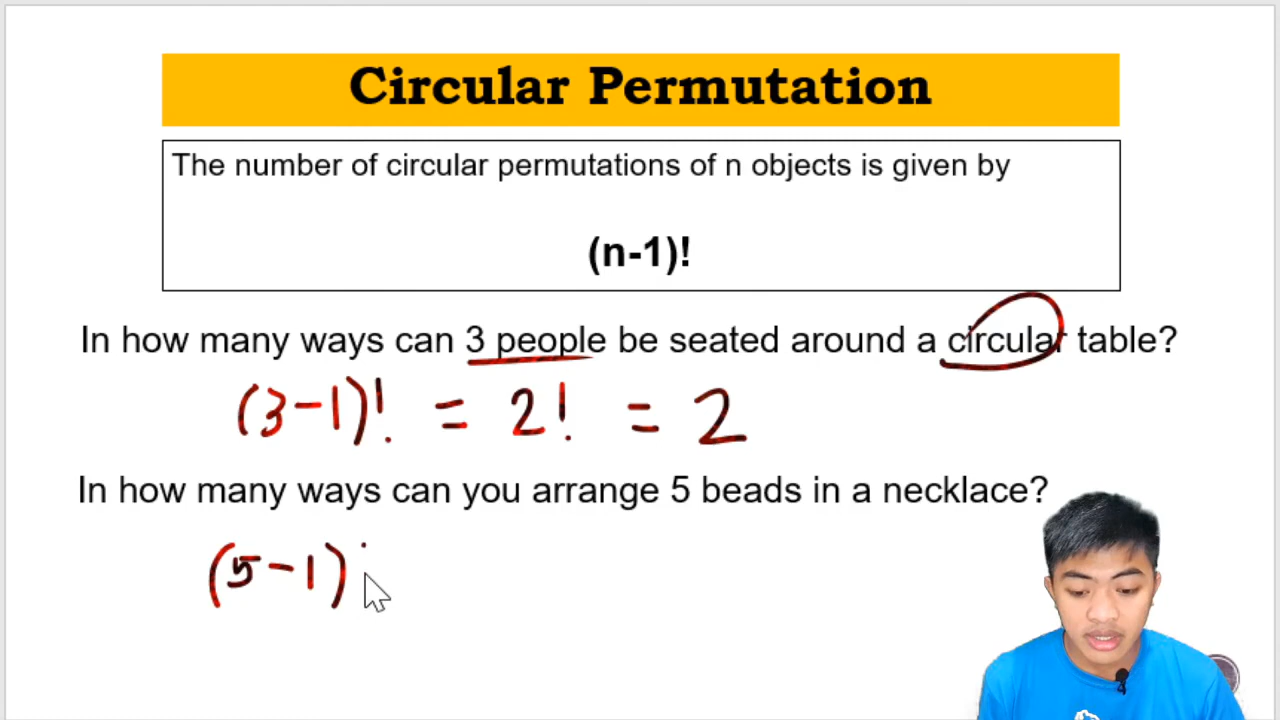 Circular Permutation
The number of circular permutations of n objects is given by
(n-1)!
In how many ways can 3 people be seated around a circular table?
(3-1)! = 2! = 2
In how many ways can you arrange 5 beads in a necklace?
(5-1)